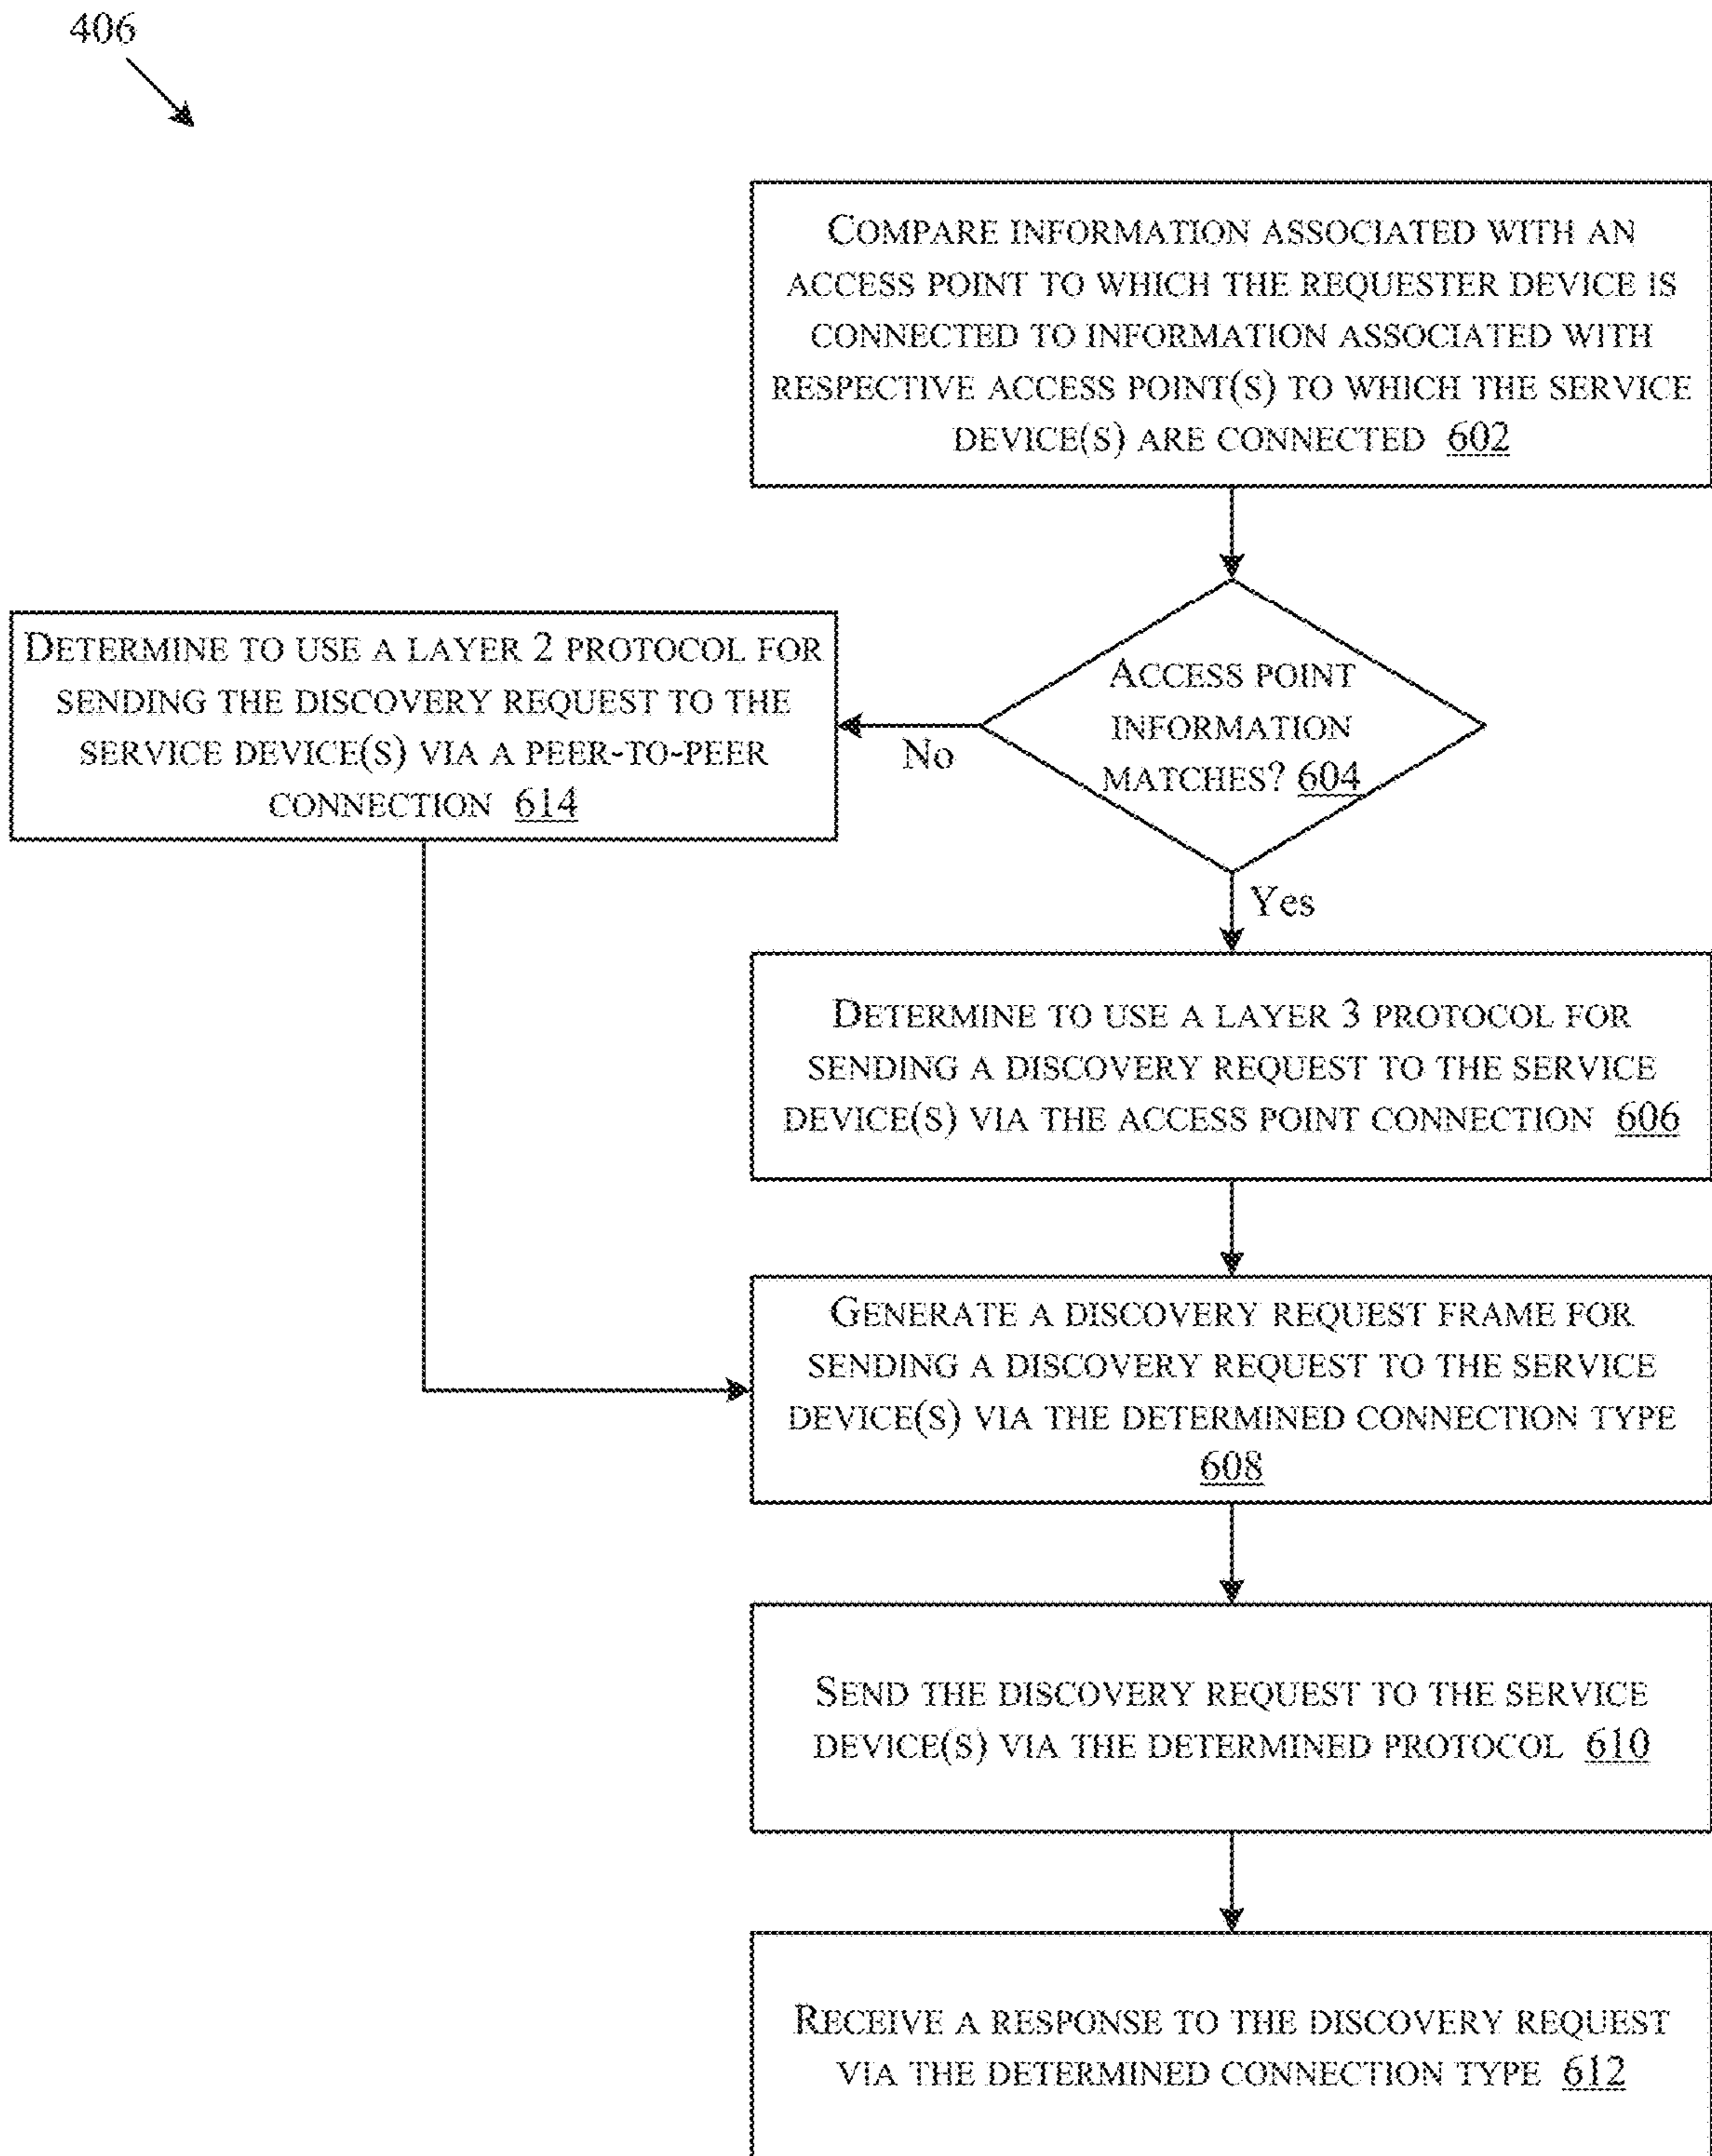 406
COMPARE INFORMATION ASSOCIATED WITH AN
ACCESS POINT TO WHICH THE REQUESTER DEVICE IS
CONNECTED TO INFORMATION ASSOCIATED WITH
RESPECTIVE ACCESS POINT(S) TO WHICH THE SERVICE
DEVICE(S) ARE CONNECTED 602
ACCESS POINT
INFORMATION
MATCHES? 604
No
DETERMINE TO USE A LAYER 2 PROTOCOL FOR
SENDING THE DISCOVERY REQUEST TO THE
SERVICE DEVICE(S) VIA A PEER-TO-PEER
CONNECTION 614
Yes
DETERMINE TO USE A LAYER 3 PROTOCOL FOR
SENDING A DISCOVERY REQUEST TO THE SERVICE
DEVICE(S) VIA THE ACCESS POINT CONNECTION 606
GENERATE A DISCOVERY REQUEST FRAME FOR
SENDING A DISCOVERY REQUEST TO THE SERVICE
DEVICE(S) VIA THE DETERMINED CONNECTION TYPE
608
SEND THE DISCOVERY REQUEST TO THE SERVICE
DEVICE(S) VIA THE DETERMINED PROTOCOL 610
RECEIVE A RESPONSE TO THE DISCOVERY REQUEST
VIA THE DETERMINED CONNECTION TYPE 612